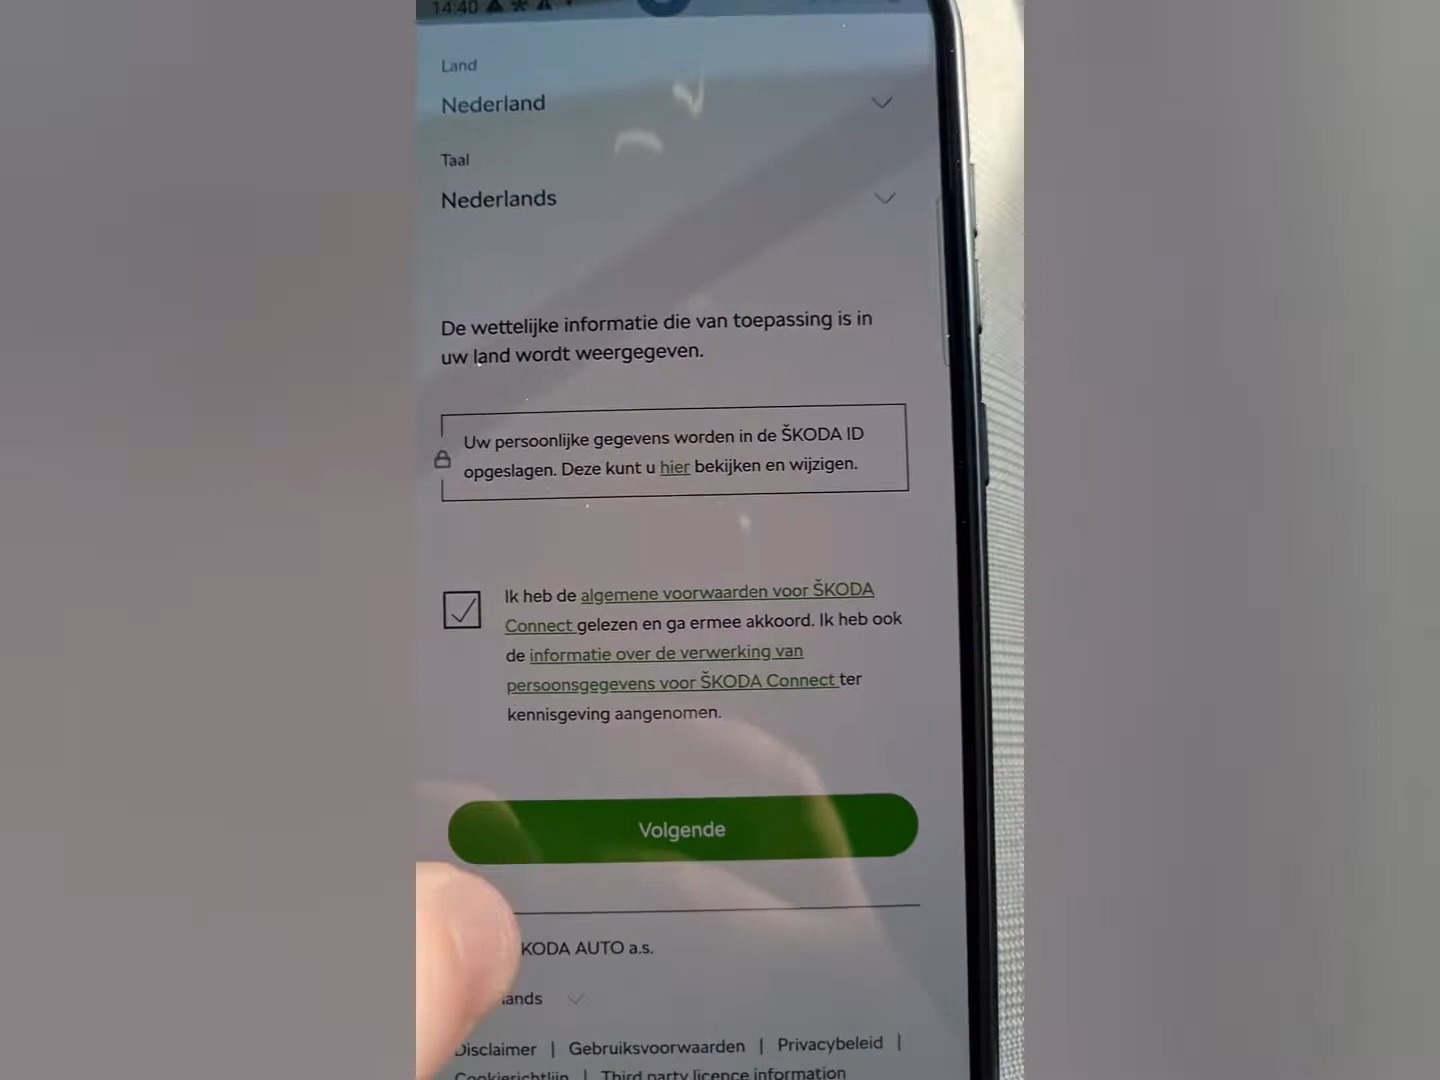 14:40
Land
Nederland
Taal
Nederlands
De wettelijke informatie die van toepassing is in
uw land wordt weergegeven.
Uw persoonlijke gegevens worden in de ŠKODA ID
opgeslagen. Deze kunt u hier bekijken en wijzigen.
Ik heb de algemene voorwaarden voor ŠKODA
Connect gelezen en ga ermee akkoord. Ik heb ook
de informatie over de verwerking van
persoonsgegevens voor ŠKODA Connect ter
kennisgeving aangenomen.
Volgende
KODA AUTO a.s.
lands
Disclaimer | Gebruiksvoorwaarden | Privacybeleid |
Cookierichtlijn | Third party licence information